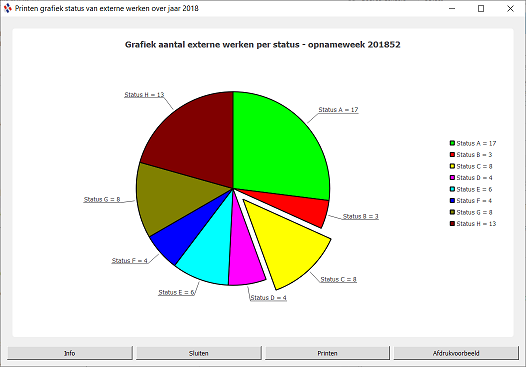 Printen grafiek status van externe werken over jaar 2018
Grafiek aantal externe werken per status - opnameweek 201852
Status H = 13
Status A = 17
Status G = 8
Status B = 3
Status F = 4
Status C = 8
Status E = 6
Status D = 4
Status A = 17
Status B = 3
Status C = 8
Status D = 4
Status E = 6
Status F = 4
Status G = 8
Status H = 13
Info
Sluiten
Printen
Afdrukvoorbeeld